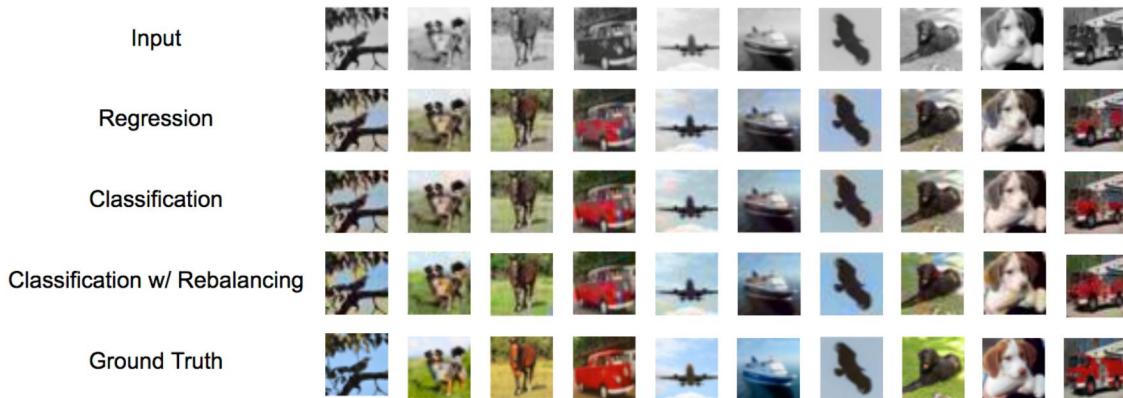 Input
Regression
Classification
Classification w/ Rebalancing
Ground Truth